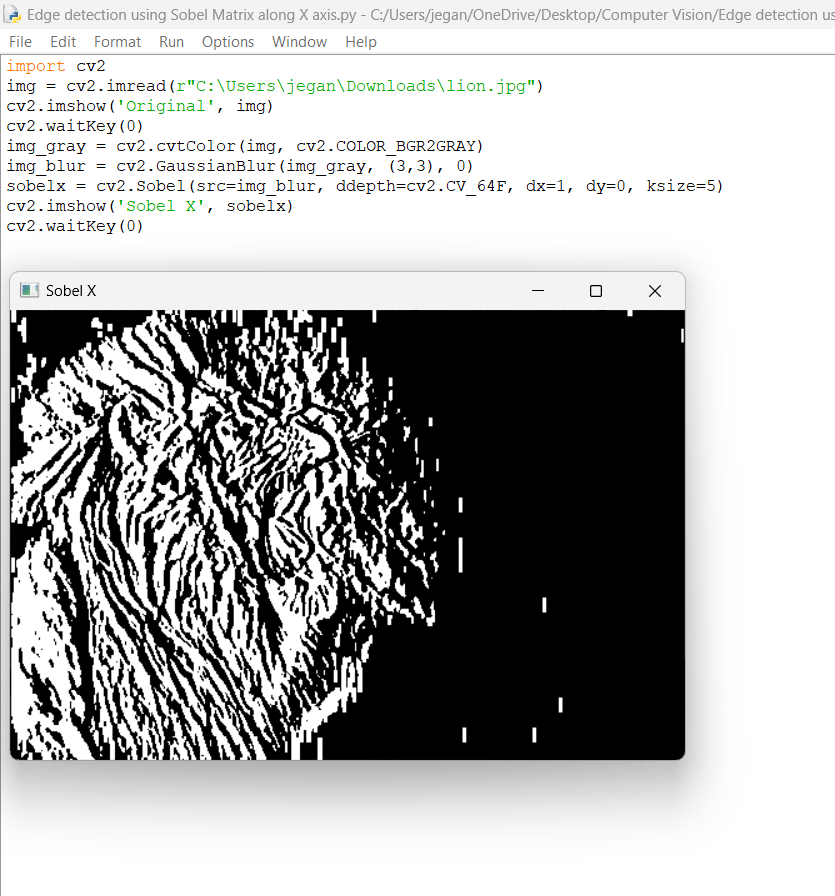 Edge detection using Sobel Matrix along X axis.py - C:/Users/jegan/OneDrive/Desktop/Computer Vision/Edge detection us
File Edit Format Run Options Window Help
import cv2
img = cv2.imread(r"C:\Users\jegan\Downloads\lion.jpg")
cv2.imshow('Original', img)
cv2.waitKey(0)
img_gray = cv2.cvtColor(img, cv2.COLOR_BGR2GRAY)
img_blur = cv2.GaussianBlur(img_gray, (3,3), 0)
sobelx = cv2.Sobel(src=img_blur, ddepth=cv2.CV_64F, dx=1, dy=0, ksize=5)
cv2.imshow('Sobel X', sobelx)
cv2.waitKey(0)
Sobel X